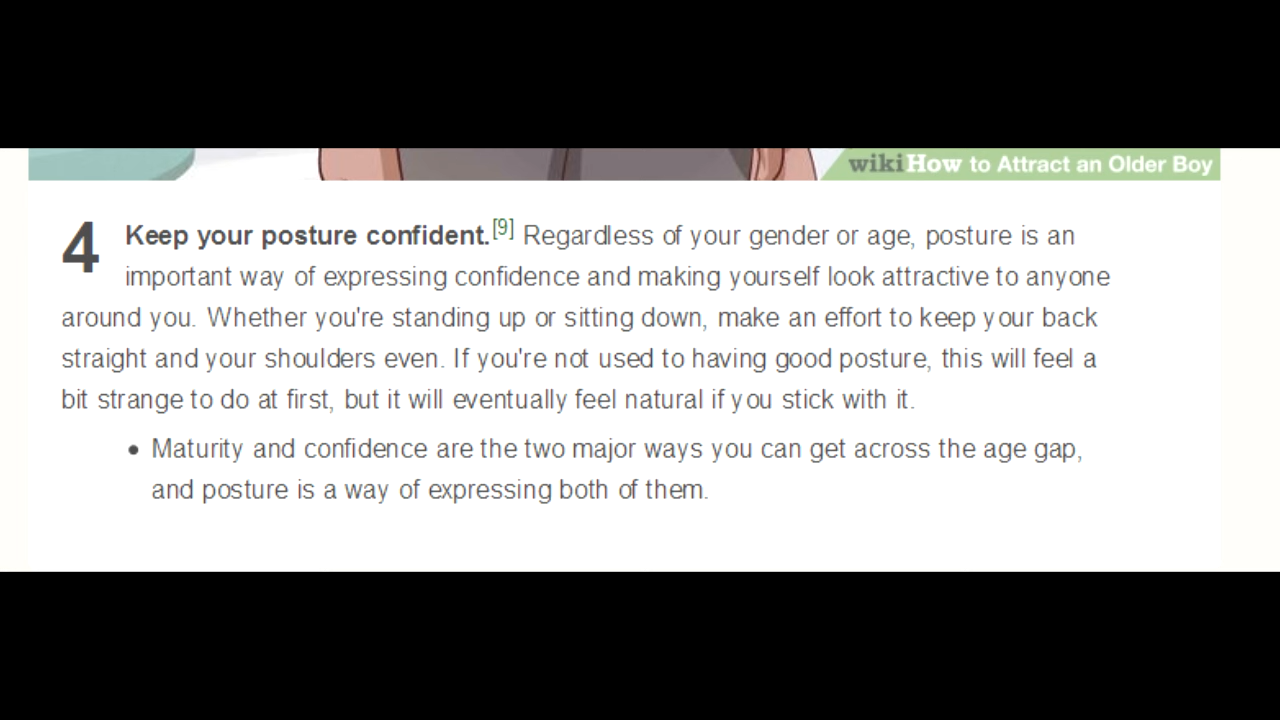 wikiHow to Attract an Older Boy
4 Keep your posture confident.[9] Regardless of your gender or age, posture is an
important way of expressing confidence and making yourself look attractive to anyone
around you. Whether you're standing up or sitting down, make an effort to keep your back
straight and your shoulders even. If you're not used to having good posture, this will feel a
bit strange to do at first, but it will eventually feel natural if you stick with it.
• Maturity and confidence are the two major ways you can get across the age gap,
and posture is a way of expressing both of them.